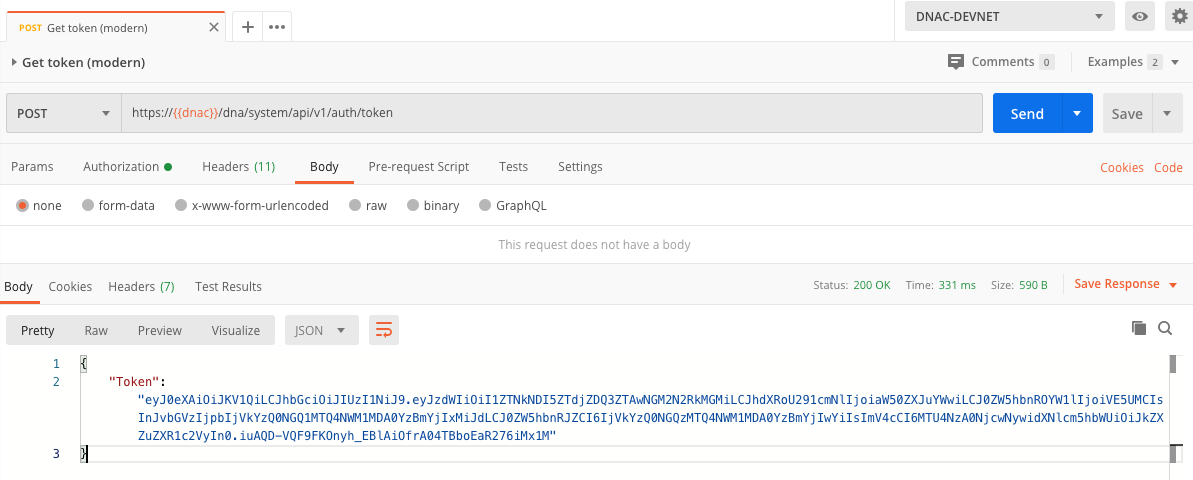 POST Get token (modern)
DNAC-DEVNET
Get token (modern)
Comments 0
Examples 2
POST
https://{{dnac}}/dna/system/api/v1/auth/token
Send
Save
Params Authorization Headers (11) Body Pre-request Script Tests Settings
Cookies Code
none form-data x-www-form-urlencoded raw binary GraphQL
This request does not have a body
Body Cookies Headers (7) Test Results
Status: 200 OK Time: 331 ms Size: 590 B Save Response
Pretty Raw Preview Visualize JSON
1 {
2 "Token":
"eyJ0eXAiOiJKV1QiLCJhbGciOiJIUzI1NiJ9.eyJzdWIiOiI1ZTNkNDI5ZTdjZDQ3ZTAwNGM2N2RkMGMiLCJhdXRoU291cmNlIjoiaW50ZXJuYWwiLCJ0ZW5hbnROYW1lIjoiVE5UMCIs
InJvbGVzIjpbIjVkYzQ0NGQ1MTQ4NWM1MDA0YzBmYjIxMiJdLCJ0ZW5hbnRJZCI6IjVkYzQ0NGQzMTQ4NWM1MDA0YzBmYjIwYiIsImV4cCI6MTU4NzA0NjcwNywidXNlcm5hbWUiOiJkZX
ZuZXR1c2VyIn0.iuAQD-VQF9FKOnyh_EBlAiOfrA04TBboEaR276iMx1M"
3 }